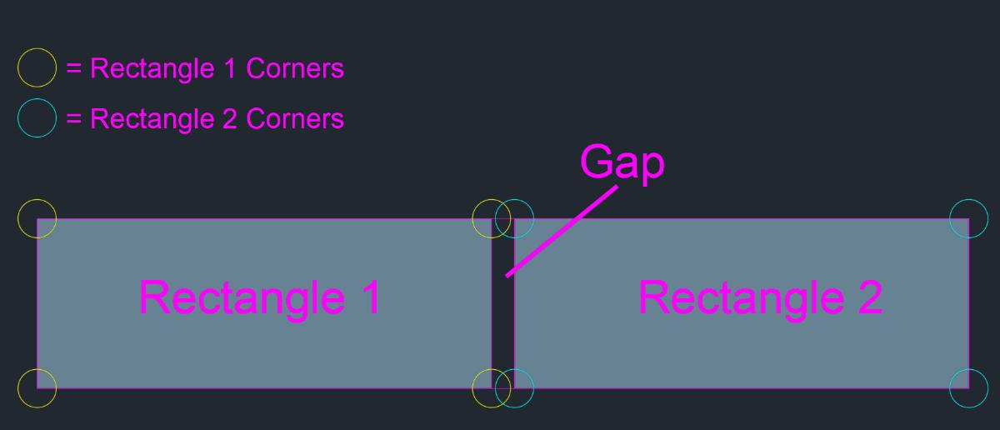 = Rectangle 1 Corners
= Rectangle 2 Corners
Gap
Rectangle 1
Rectangle 2